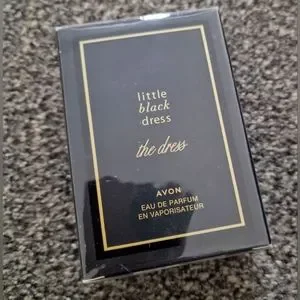 little
black
dress
the dress
AVON
EAU DE PARFUM
EN VAPORISATEUR